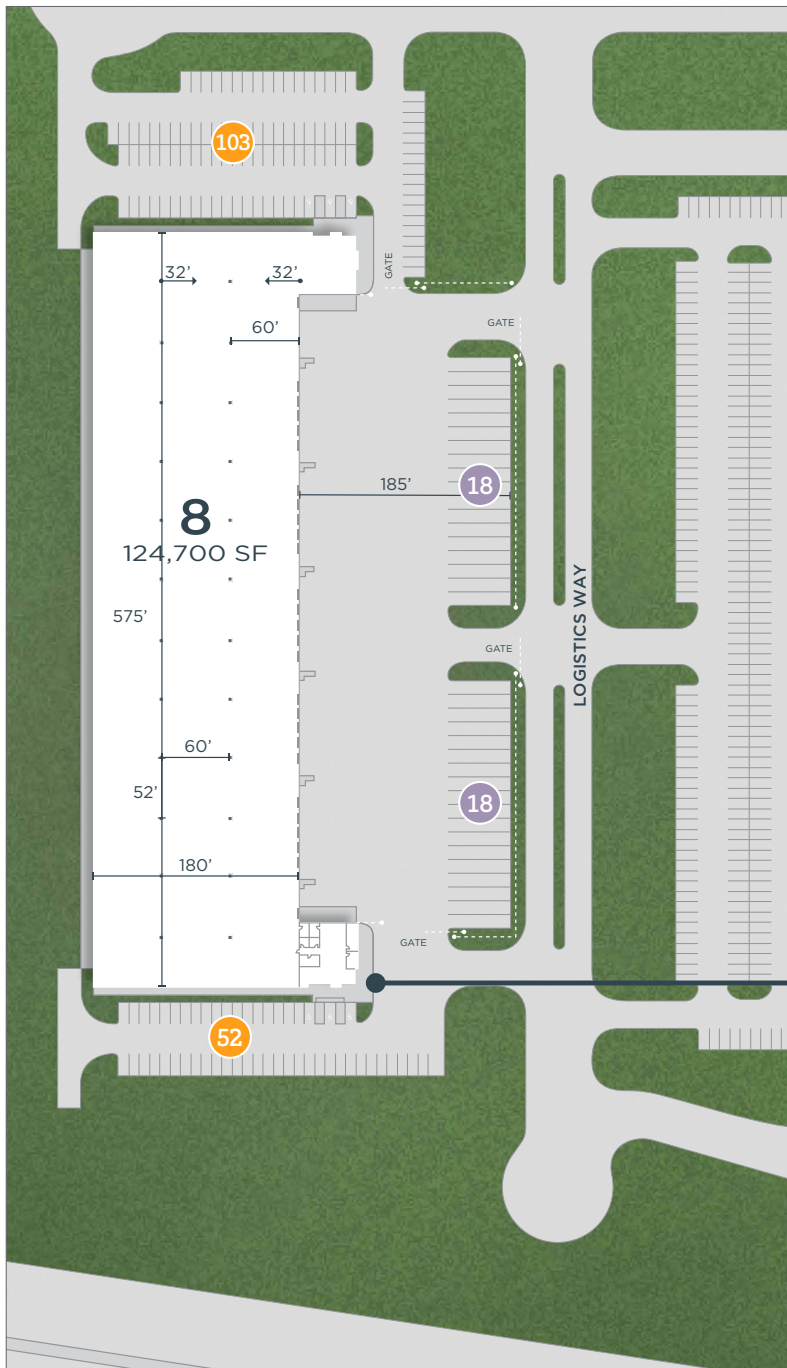 103
GATE
32’
32’
60’
GATE
185’
18
8
124,700 SF
575’
LOGISTICS WAY
GATE
60’
52’
18
180’
GATE
52